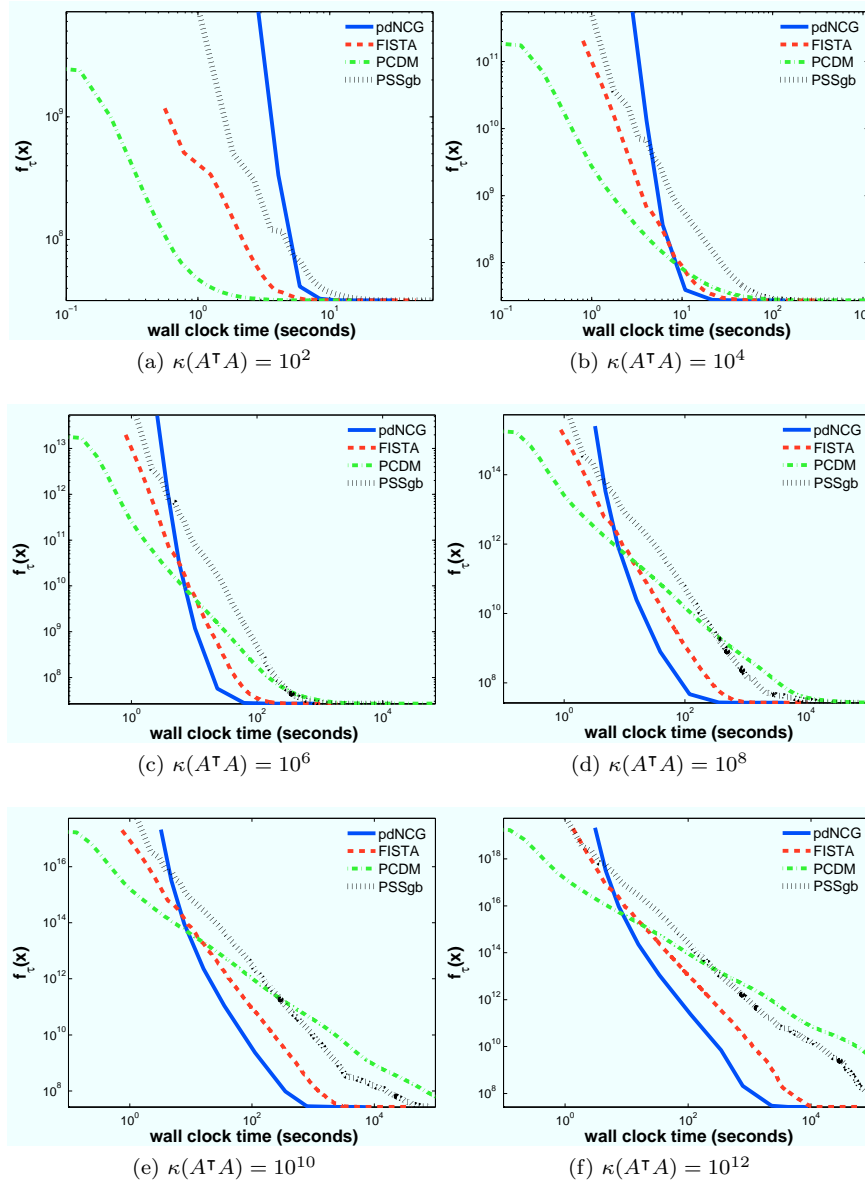 pdNCG
FISTA
PCDM
PSSgb
f_τ(x)
10^9
10^8
10^-1 10^0 10^1
wall clock time (seconds)
(a) κ(A^⊺A) = 10^2
pdNCG
FISTA
PCDM
PSSgb
f_τ(x)
10^11
10^10
10^9
10^8
10^-1 10^0 10^1 10^2 10^3
wall clock time (seconds)
(b) κ(A^⊺A) = 10^4
pdNCG
FISTA
PCDM
PSSgb
f_τ(x)
10^13
10^12
10^11
10^10
10^9
10^8
10^0 10^2 10^4
wall clock time (seconds)
(c) κ(A^⊺A) = 10^6
pdNCG
FISTA
PCDM
PSSgb
f_τ(x)
10^14
10^12
10^10
10^8
10^0 10^2 10^4
wall clock time (seconds)
(d) κ(A^⊺A) = 10^8
pdNCG
FISTA
PCDM
PSSgb
f_τ(x)
10^16
10^14
10^12
10^10
10^8
10^0 10^2 10^4
wall clock time (seconds)
(e) κ(A^⊺A) = 10^10
pdNCG
FISTA
PCDM
PSSgb
f_τ(x)
10^18
10^16
10^14
10^12
10^10
10^8
10^0 10^2 10^4
wall clock time (seconds)
(f) κ(A^⊺A) = 10^12